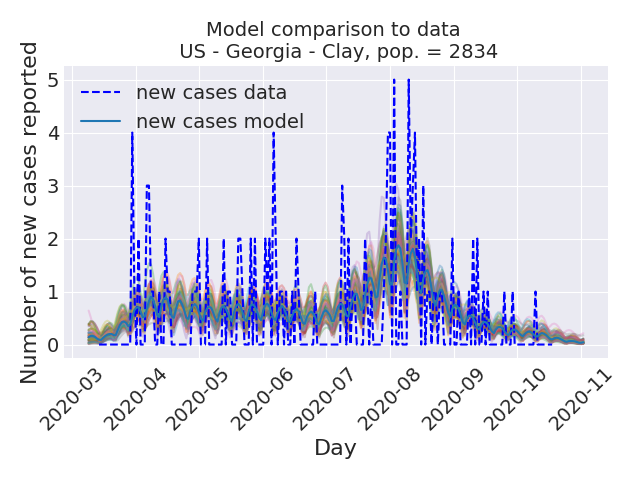 Model comparison to data
US - Georgia - Clay, pop. = 2834
Number of new cases reported
5
4
3
2
1
0
new cases data
new cases model
2020-03
2020-04
2020-05
2020-06
2020-07
2020-08
2020-09
2020-10
2020-11
Day